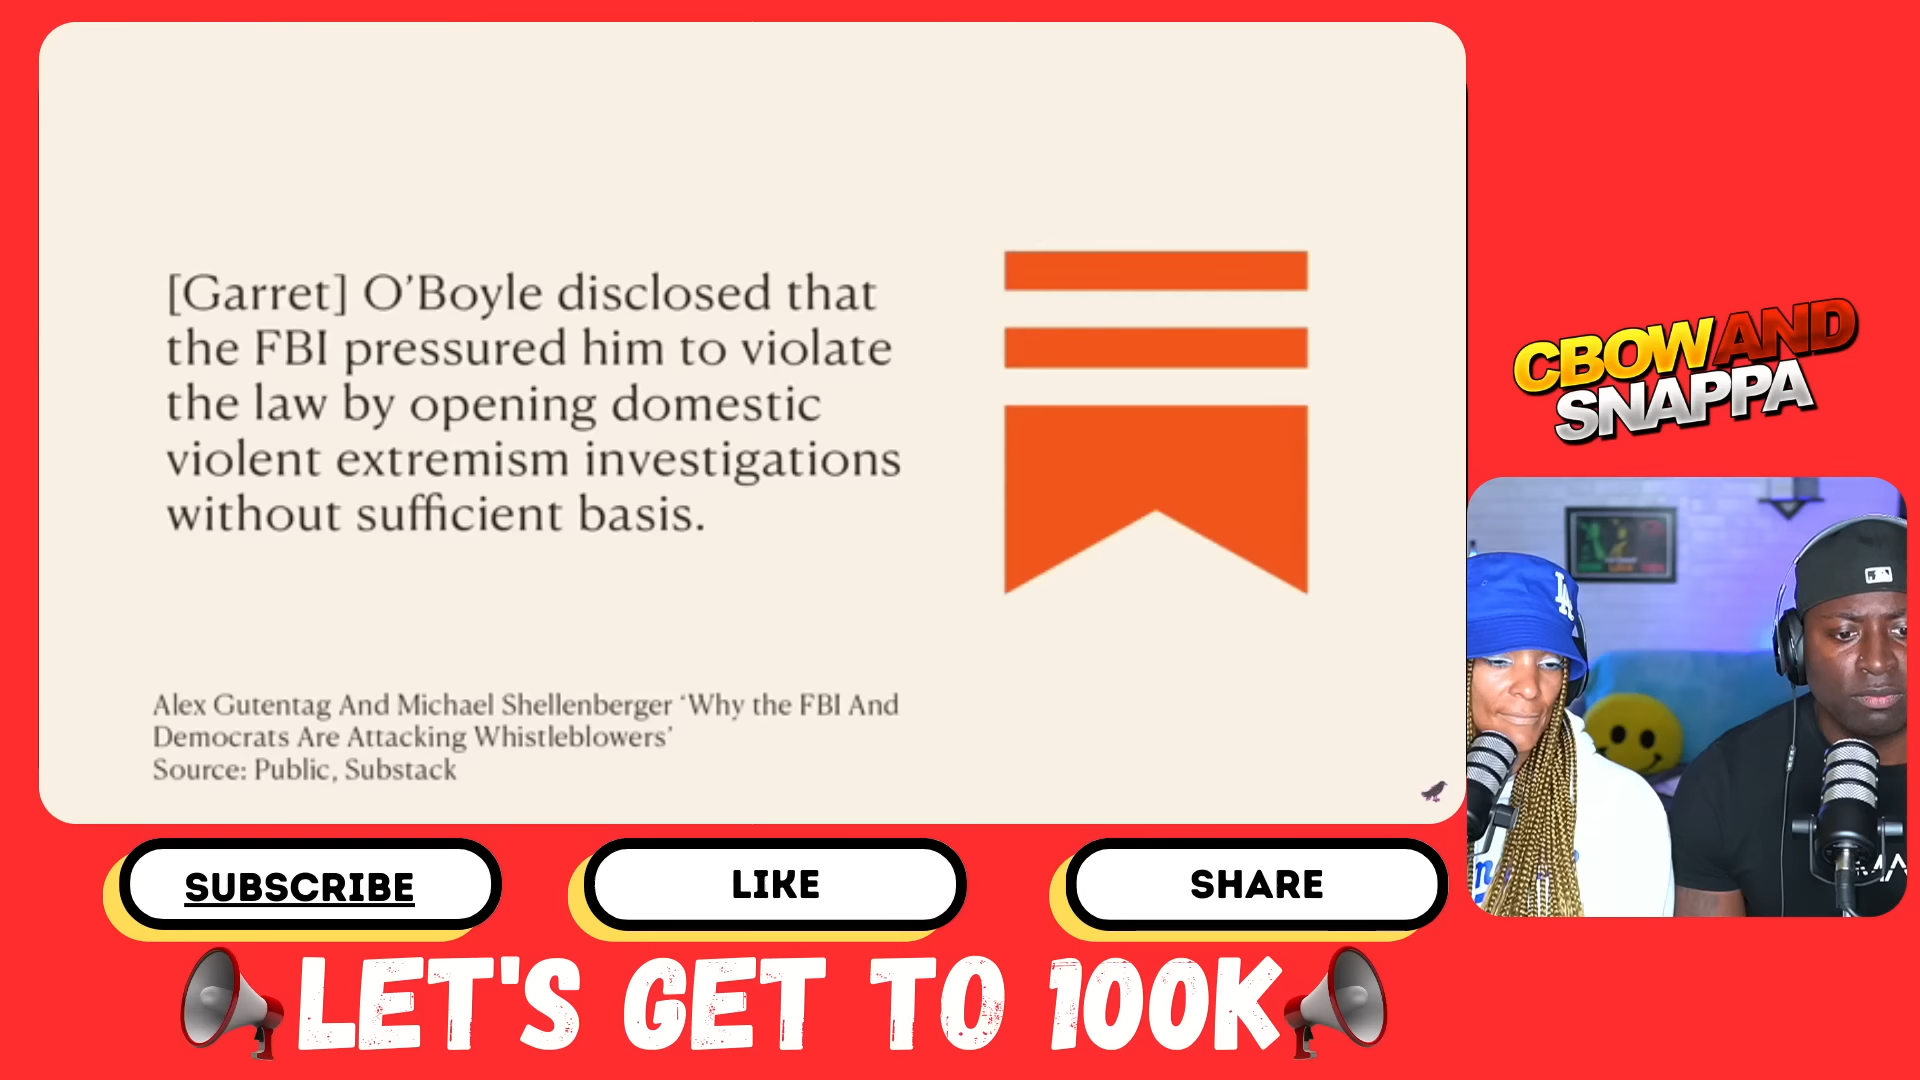 [Garret] O’Boyle disclosed that
the FBI pressured him to violate
the law by opening domestic
violent extremism investigations
without sufficient basis.
Alex Gutentag And Michael Shellenberger ‘Why the FBI And
Democrats Are Attacking Whistleblowers’
Source: Public, Substack
CBOW AND
SNAPPA
LA
SUBSCRIBE
LIKE
SHARE
LET'S GET TO 100K